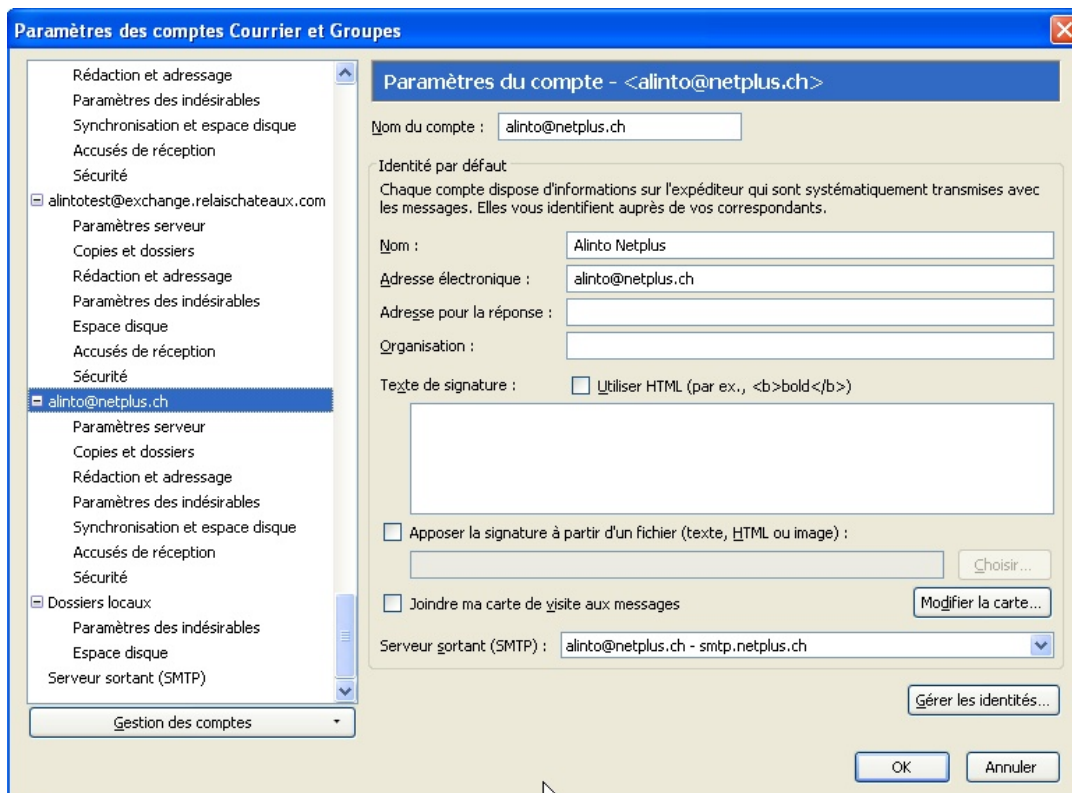 Paramètres des comptes Courrier et Groupes
Rédaction et adressage
Paramètres des indésirables
Synchronisation et espace disque
Accusés de réception
Sécurité
alintotest@exchange.relaischateaux.com
Paramètres serveur
Copies et dossiers
Rédaction et adressage
Paramètres des indésirables
Espace disque
Accusés de réception
Sécurité
alinto@netplus.ch
Paramètres serveur
Copies et dossiers
Rédaction et adressage
Paramètres des indésirables
Synchronisation et espace disque
Accusés de réception
Sécurité
Dossiers locaux
Paramètres des indésirables
Espace disque
Serveur sortant (SMTP)
Gestion des comptes
Paramètres du compte - <alinto@netplus.ch>
Nom du compte : alinto@netplus.ch
Identité par défaut
Chaque compte dispose d'informations sur l'expéditeur qui sont systématiquement transmises avec
les messages. Elles vous identifient auprès de vos correspondants.
Nom : Alinto Netplus
Adresse électronique : alinto@netplus.ch
Adresse pour la réponse :
Organisation :
Texte de signature : Utiliser HTML (par ex., <b>bold</b>)
Apposer la signature à partir d'un fichier (texte, HTML ou image) :
Choisir...
Joindre ma carte de visite aux messages Modifier la carte...
Serveur sortant (SMTP) : alinto@netplus.ch - smtp.netplus.ch
Gérer les identités...
OK Annuler